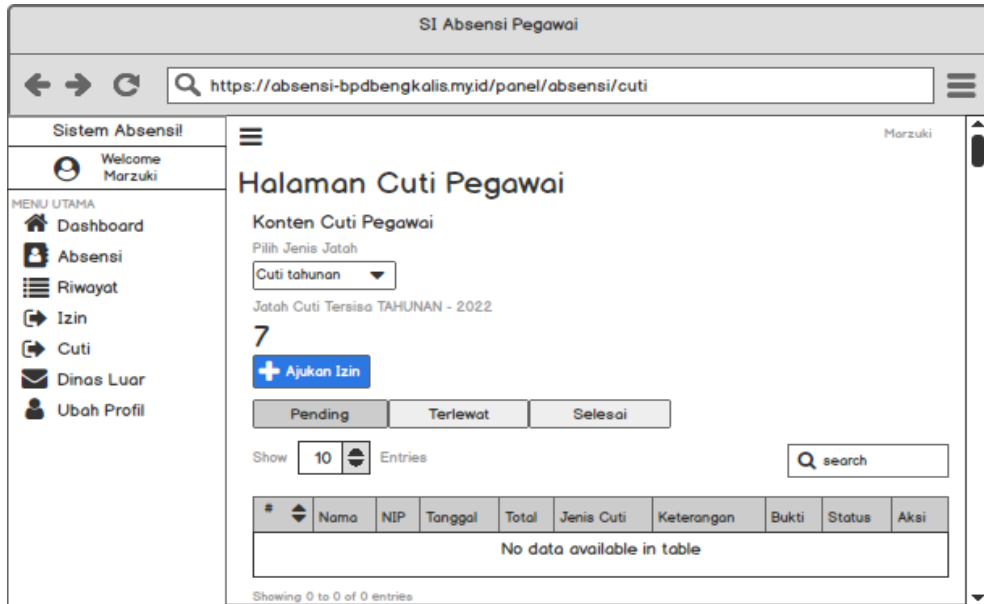 SI Absensi Pegawai
https://absensi-bpdbengkalis.my.id/panel/absensi/cuti
Sistem Absensi!
Welcome
Marzuki
MENU UTAMA
Dashboard
Absensi
Riwayat
Izin
Cuti
Dinas Luar
Ubah Profil
Marzuki
Halaman Cuti Pegawai
Konten Cuti Pegawai
Pilih Jenis Jatah
Cuti tahunan
Jatah Cuti Tersisa TAHUNAN - 2022
7
Ajukan Izin
Pending Terlewat Selesai
Show 10 Entries search
# Nama NIP Tanggal Total Jenis Cuti Keterangan Bukti Status Aksi
No data available in table
Showing 0 to 0 of 0 entries